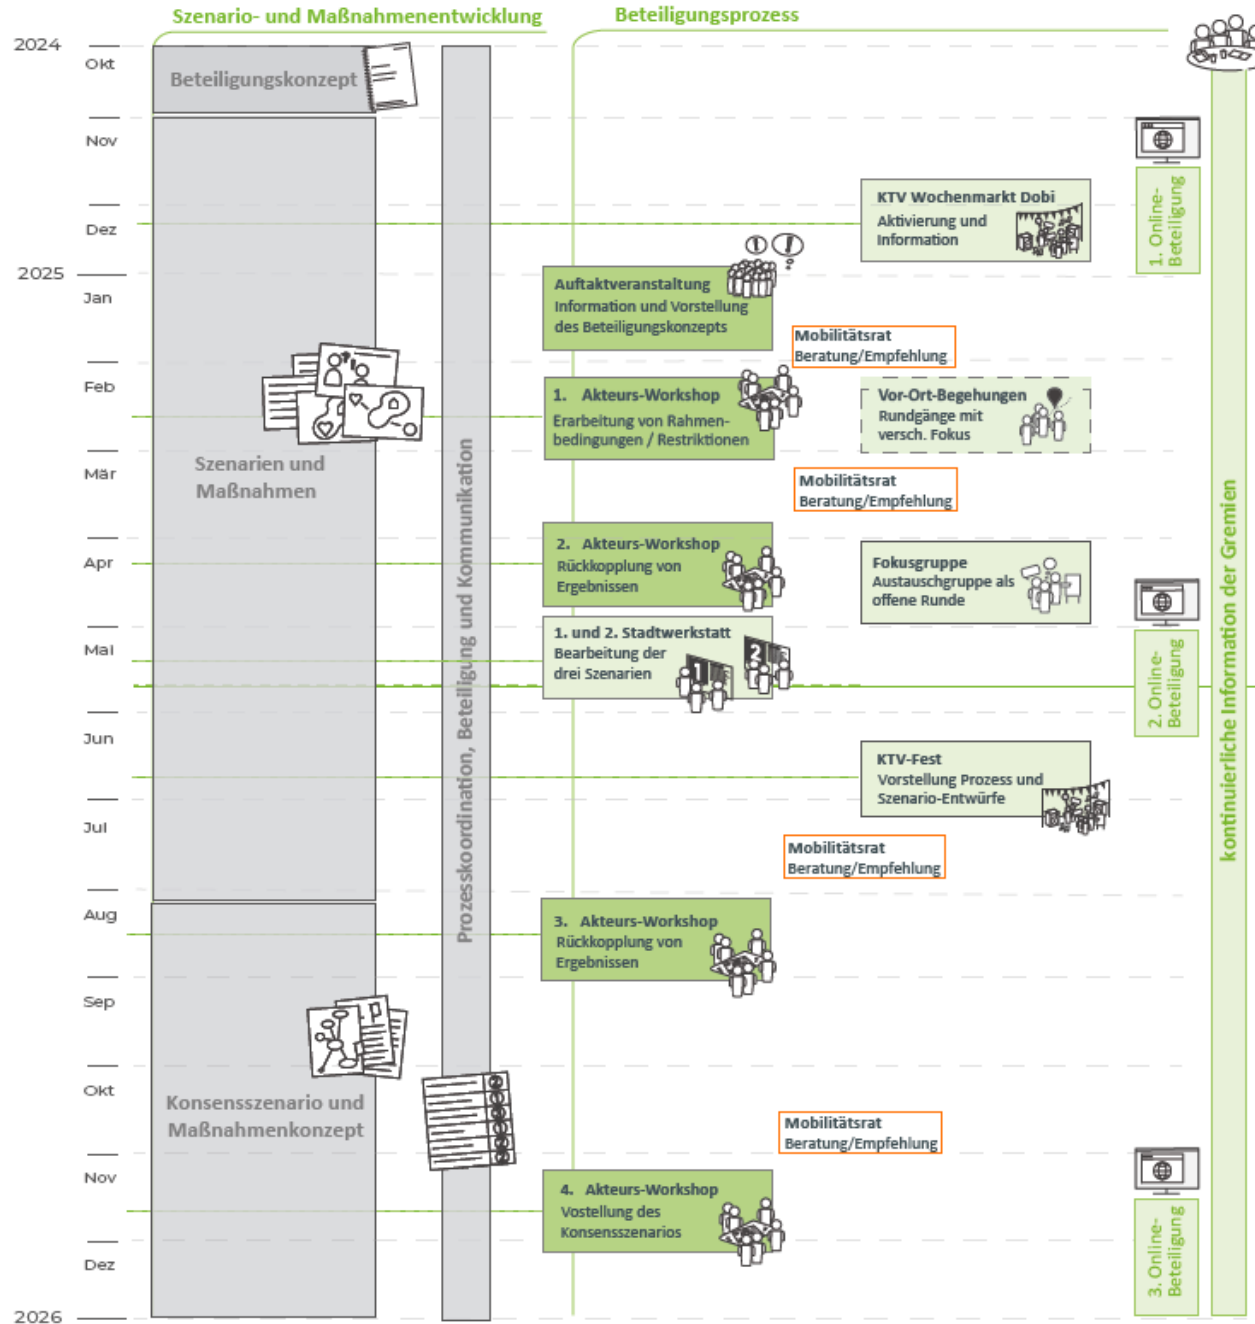 Szenario- und Maßnahmenentwicklung
Beteiligungsprozess
2024
Okt
Beteiligungskonzept
Nov
1. Online-
Beteiligung
KTV Wochenmarkt Dobi
Aktivierung und
Information
Dez
2025
Jan
Auftaktveranstaltung
Information und Vorstellung
des Beteiligungskonzepts
Mobilitätsrat
Beratung/Empfehlung
Feb
1. Akteurs-Workshop
Erarbeitung von Rahmen-
bedingungen / Restriktionen
Vor-Ort-Begehungen
Rundgänge mit
versch. Fokus
Szenarien und
Maßnahmen
Mär
Mobilitätsrat
Beratung/Empfehlung
Prozesskoordination, Beteiligung und Kommunikation
kontinuierliche Information der Gremien
Apr
2. Akteurs-Workshop
Rückkopplung von
Ergebnissen
Fokusgruppe
Austauschgruppe als
offene Runde
Mai
1. und 2. Stadtwerkstatt
Bearbeitung der
drei Szenarien
1
2
2. Online-
Beteiligung
Jun
KTV-Fest
Vorstellung Prozess und
Szenario-Entwürfe
Jul
Mobilitätsrat
Beratung/Empfehlung
Aug
3. Akteurs-Workshop
Rückkopplung von
Ergebnissen
Sep
Okt
Konsensszenario und
Maßnahmenkonzept
Mobilitätsrat
Beratung/Empfehlung
Nov
4. Akteurs-Workshop
Vostellung des
Konsensszenarios
3. Online-
Beteiligung
Dez
2026